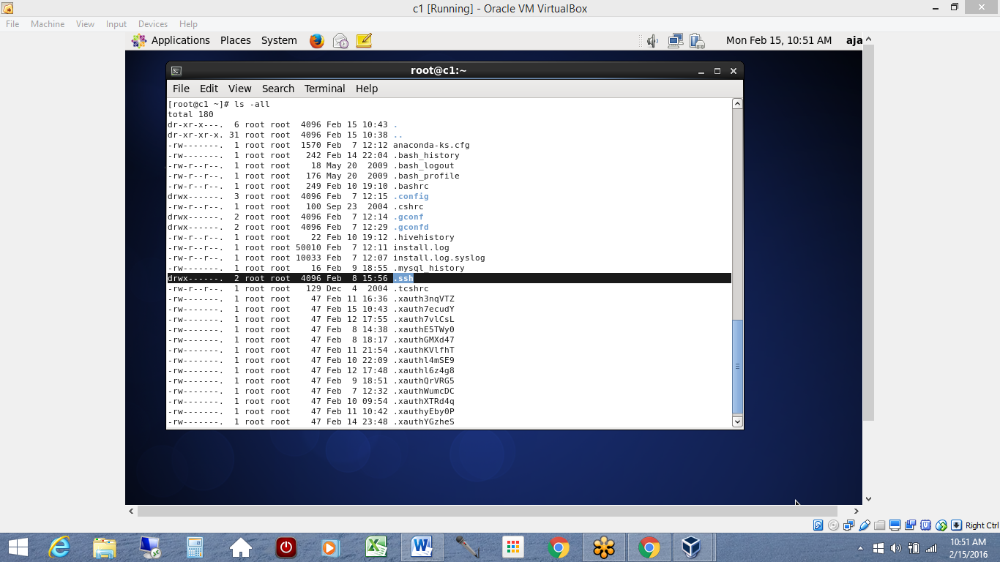 c1 [Running] - Oracle VM VirtualBox
File Machine View Input Devices Help
Applications Places System Mon Feb 15, 10:51 AM aja
root@c1:~
File Edit View Search Terminal Help
[root@c1 ~]# ls -all
total 180
dr-xr-x---. 6 root root 4096 Feb 15 10:43 .
dr-xr-xr-x. 31 root root 4096 Feb 15 10:38 ..
-rw-------. 1 root root 1570 Feb 7 12:12 anaconda-ks.cfg
-rw-------. 1 root root 242 Feb 14 22:04 .bash_history
-rw-r--r--. 1 root root 18 May 20 2009 .bash_logout
-rw-r--r--. 1 root root 176 May 20 2009 .bash_profile
-rw-r--r--. 1 root root 249 Feb 10 19:10 .bashrc
drwx------. 3 root root 4096 Feb 7 12:15 .config
-rw-r--r--. 1 root root 100 Sep 23 2004 .cshrc
drwx------. 2 root root 4096 Feb 7 12:14 .gconf
drwx------. 2 root root 4096 Feb 7 12:29 .gconfd
-rw-r--r--. 1 root root 22 Feb 10 19:12 .hivehistory
-rw-r--r--. 1 root root 50010 Feb 7 12:11 install.log
-rw-r--r--. 1 root root 10033 Feb 7 12:07 install.log.syslog
-rw-------. 1 root root 16 Feb 9 18:55 .mysql_history
drwx------. 2 root root 4096 Feb 8 15:56 .ssh
-rw-r--r--. 1 root root 129 Dec 4 2004 .tcshrc
-rw-------. 1 root root 47 Feb 11 16:36 .xauth3nqVTZ
-rw-------. 1 root root 47 Feb 15 10:43 .xauth7ecudY
-rw-------. 1 root root 47 Feb 12 17:55 .xauth7vlCsL
-rw-------. 1 root root 47 Feb 8 14:38 .xauthE5TWy0
-rw-------. 1 root root 47 Feb 8 18:17 .xauthGMXd47
-rw-------. 1 root root 47 Feb 11 21:54 .xauthKVlfhT
-rw-------. 1 root root 47 Feb 10 22:09 .xauthl4mSE9
-rw-------. 1 root root 47 Feb 12 17:48 .xauthl6z4g8
-rw-------. 1 root root 47 Feb 9 18:51 .xauthQrVRG5
-rw-------. 1 root root 47 Feb 7 12:32 .xauthWumcDC
-rw-------. 1 root root 47 Feb 10 09:54 .xauthXTRd4q
-rw-------. 1 root root 47 Feb 11 10:42 .xauthyEby0P
-rw-------. 1 root root 47 Feb 14 23:48 .xauthYGzheS
Right Ctrl
10:51 AM
2/15/2016